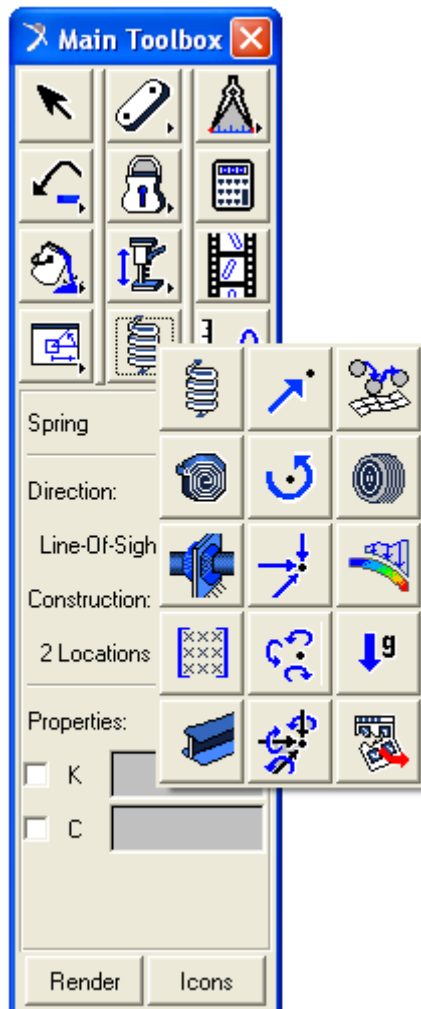 Main Toolbox
Spring
Direction:
Line-Of-Sigh
Construction:
2 Locations
g
Properties:
K
C
Render
Icons